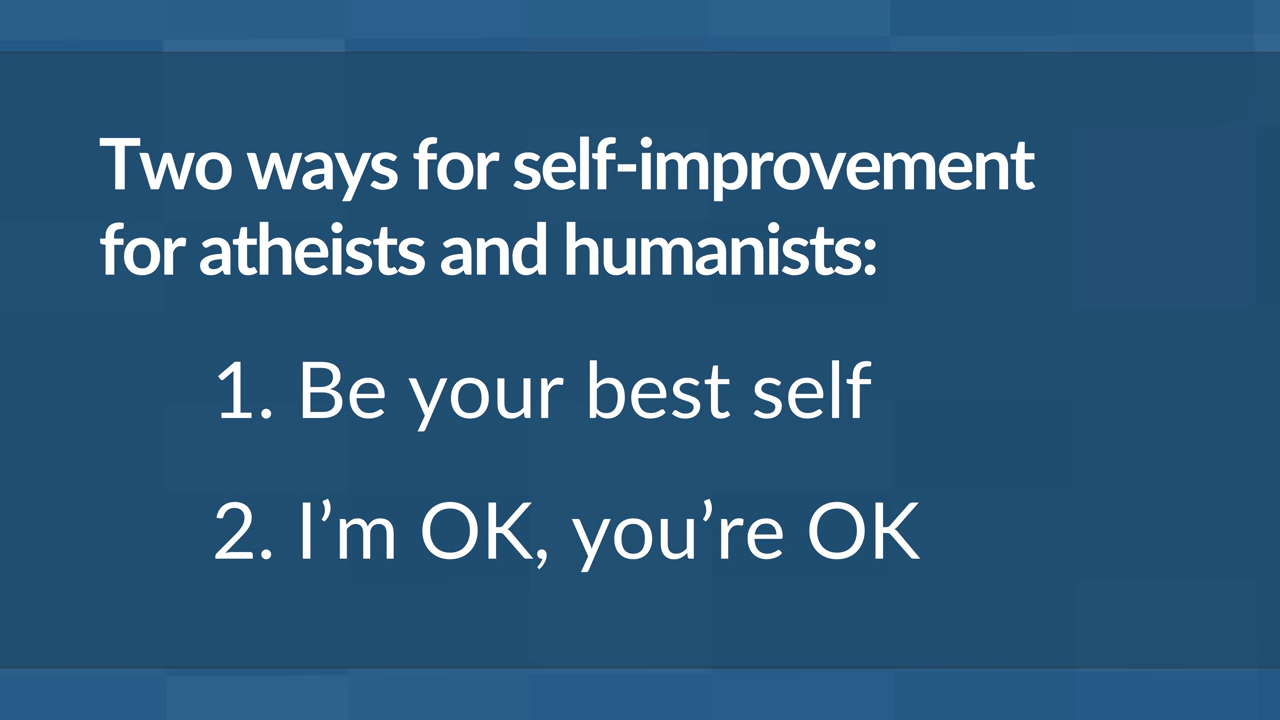 Two ways for self-improvement
for atheists and humanists:
1. Be your best self
2. I’m OK, you’re OK